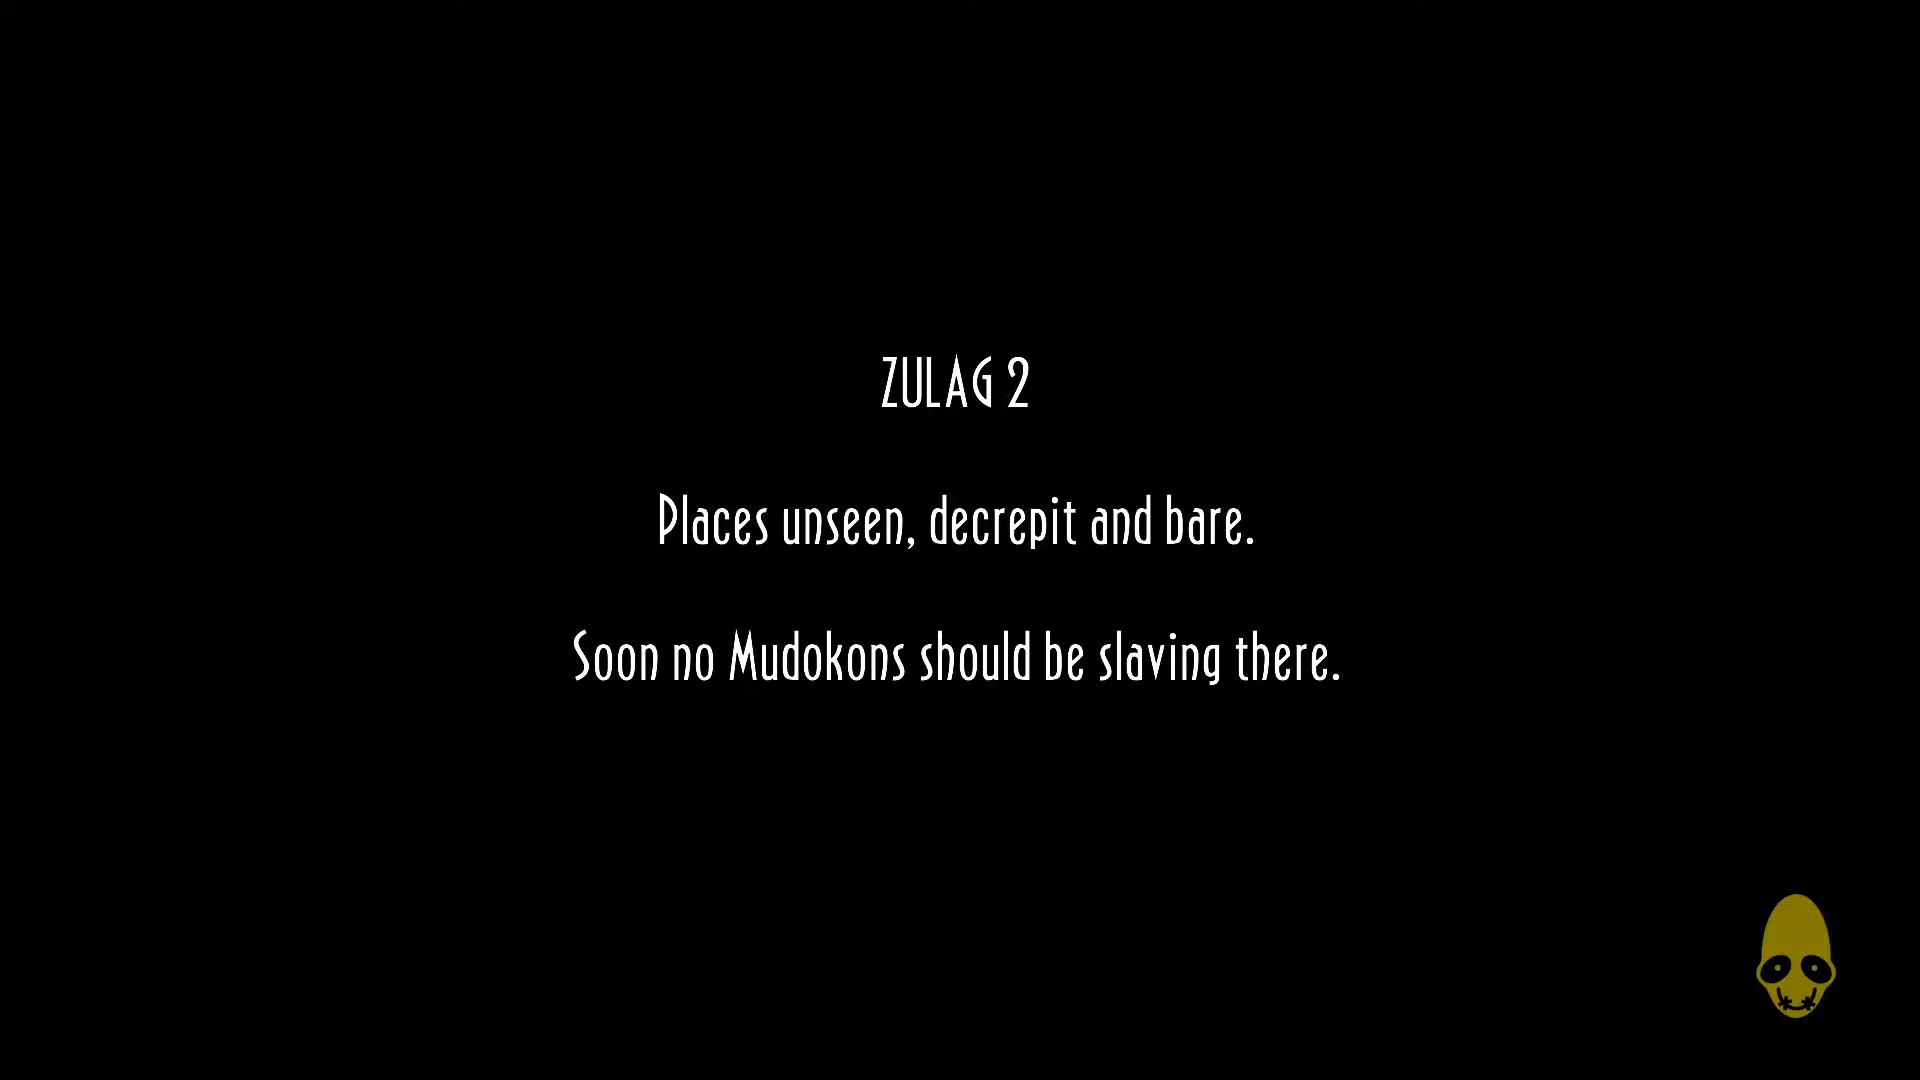 ZULAG 2
Places unseen, decrepit and bare.
Soon no Mudokons should be slaving there.